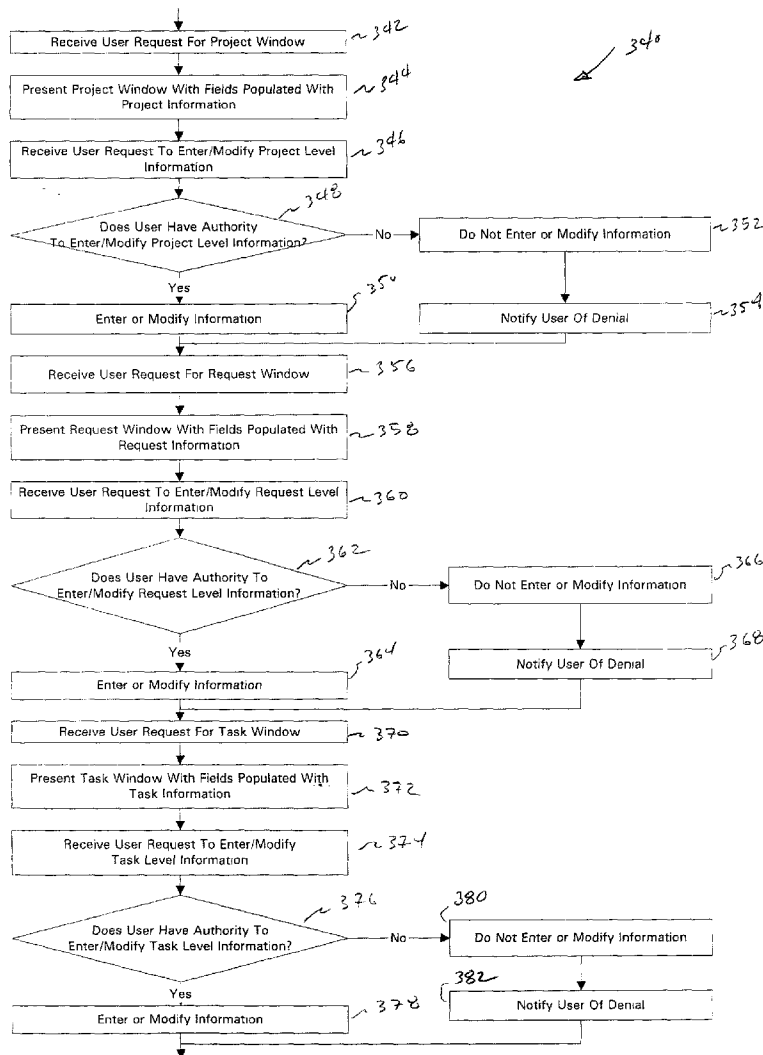 Receive User Request For Project Window
342
340
Present Project Window With Fields Populated With
Project Information
344
Receive User Request To Enter/Modify Project Level
Information
346
348
Does User Have Authority
To Enter/Modify Project Level Information?
No
Do Not Enter or Modify Information
352
Yes
350
Enter or Modify Information
Notify User Of Denial
354
Receive User Request For Request Window
356
Present Request Window With Fields Populated With
Request Information
358
Receive User Request To Enter/Modify Request Level
Information
360
362
Does User Have Authority To
Enter/Modify Request Level Information?
No
Do Not Enter or Modify Information
366
Yes
364
Enter or Modify Information
Notify User Of Denial
368
Receive User Request For Task Window
370
Present Task Window With Fields Populated With
Task Information
372
Receive User Request To Enter/Modify
Task Level Information
374
376
Does User Have Authority To
Enter/Modify Task Level Information?
No
380
Do Not Enter or Modify Information
Yes
378
Enter or Modify Information
382
Notify User Of Denial